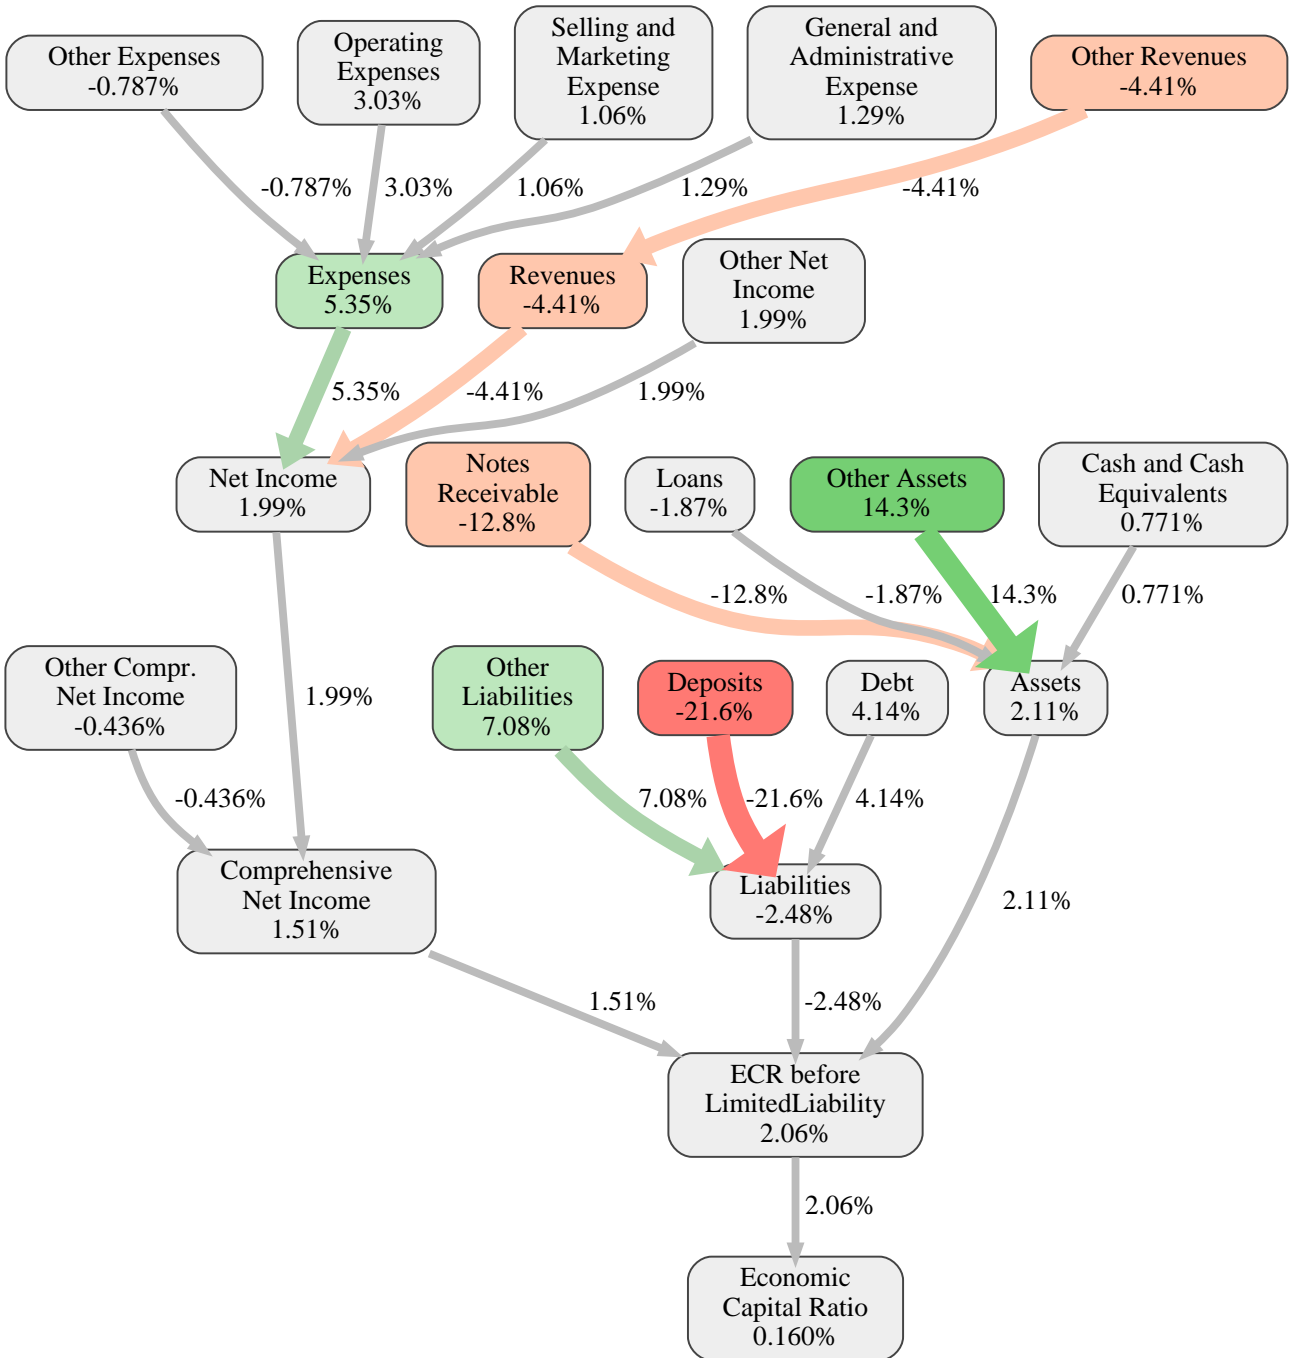 Other Expenses
-0.787%
Operating
Expenses
3.03%
Selling and
Marketing
Expense
1.06%
General and
Administrative
Expense
1.29%
Other Revenues
-4.41%
-0.787%
3.03%
1.06%
1.29%
-4.41%
Expenses
5.35%
Revenues
-4.41%
Other Net
Income
1.99%
5.35%
-4.41%
1.99%
Net Income
1.99%
Notes
Receivable
-12.8%
Loans
-1.87%
Other Assets
14.3%
Cash and Cash
Equivalents
0.771%
-12.8%
-1.87%
14.3%
0.771%
Other Compr.
Net Income
-0.436%
1.99%
Other
Liabilities
7.08%
Deposits
-21.6%
Debt
4.14%
Assets
2.11%
-0.436%
7.08%
-21.6%
4.14%
Comprehensive
Net Income
1.51%
Liabilities
-2.48%
2.11%
1.51%
-2.48%
ECR before
LimitedLiability
2.06%
2.06%
Economic
Capital Ratio
0.160%